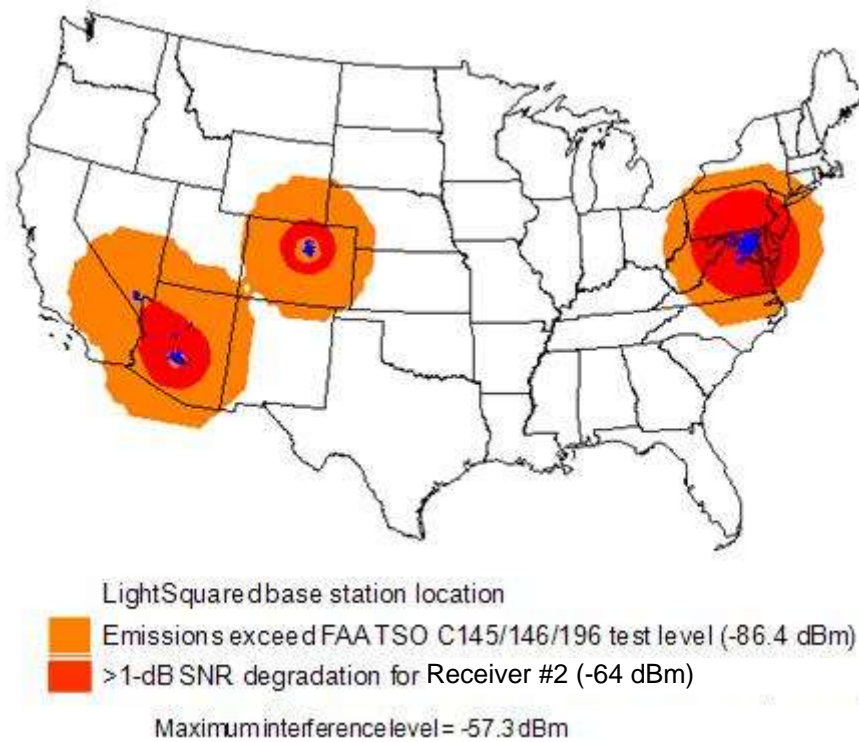 LightSquared base station location
Emissions exceed FAA TSO C145/146/196 test level (-86.4 dBm)
>1-dB SNR degradation for Receiver #2 (-64 dBm)
Maximum interference level = -57.3 dBm